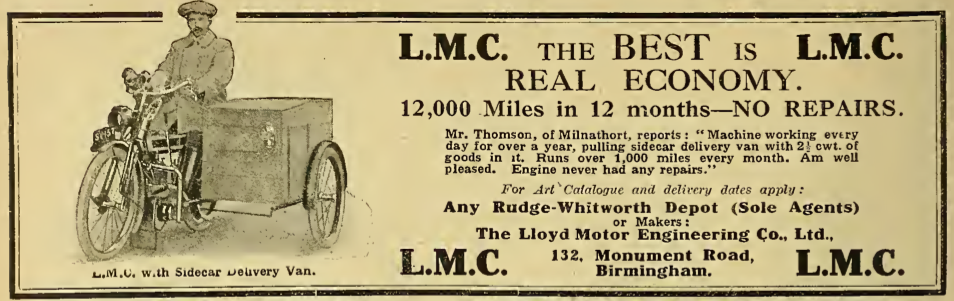 L.M.C. THE BEST IS L.M.C.
REAL ECONOMY.
12,000 Miles in 12 months—NO REPAIRS.
Mr. Thomson, of Milnathort, reports: "Machine working every
day for over a year, pulling sidecar delivery van with 2½ cwt. of
goods in it. Runs over 1,000 miles every month. Am well
pleased. Engine never had any repairs."
For Art Catalogue and delivery dates apply:
Any Rudge-Whitworth Depot (Sole Agents)
or Makers:
The Lloyd Motor Engineering Co., Ltd.,
L.M.C. 132, Monument Road, L.M.C.
Birmingham.
L.M.C. with Sidecar Delivery Van.